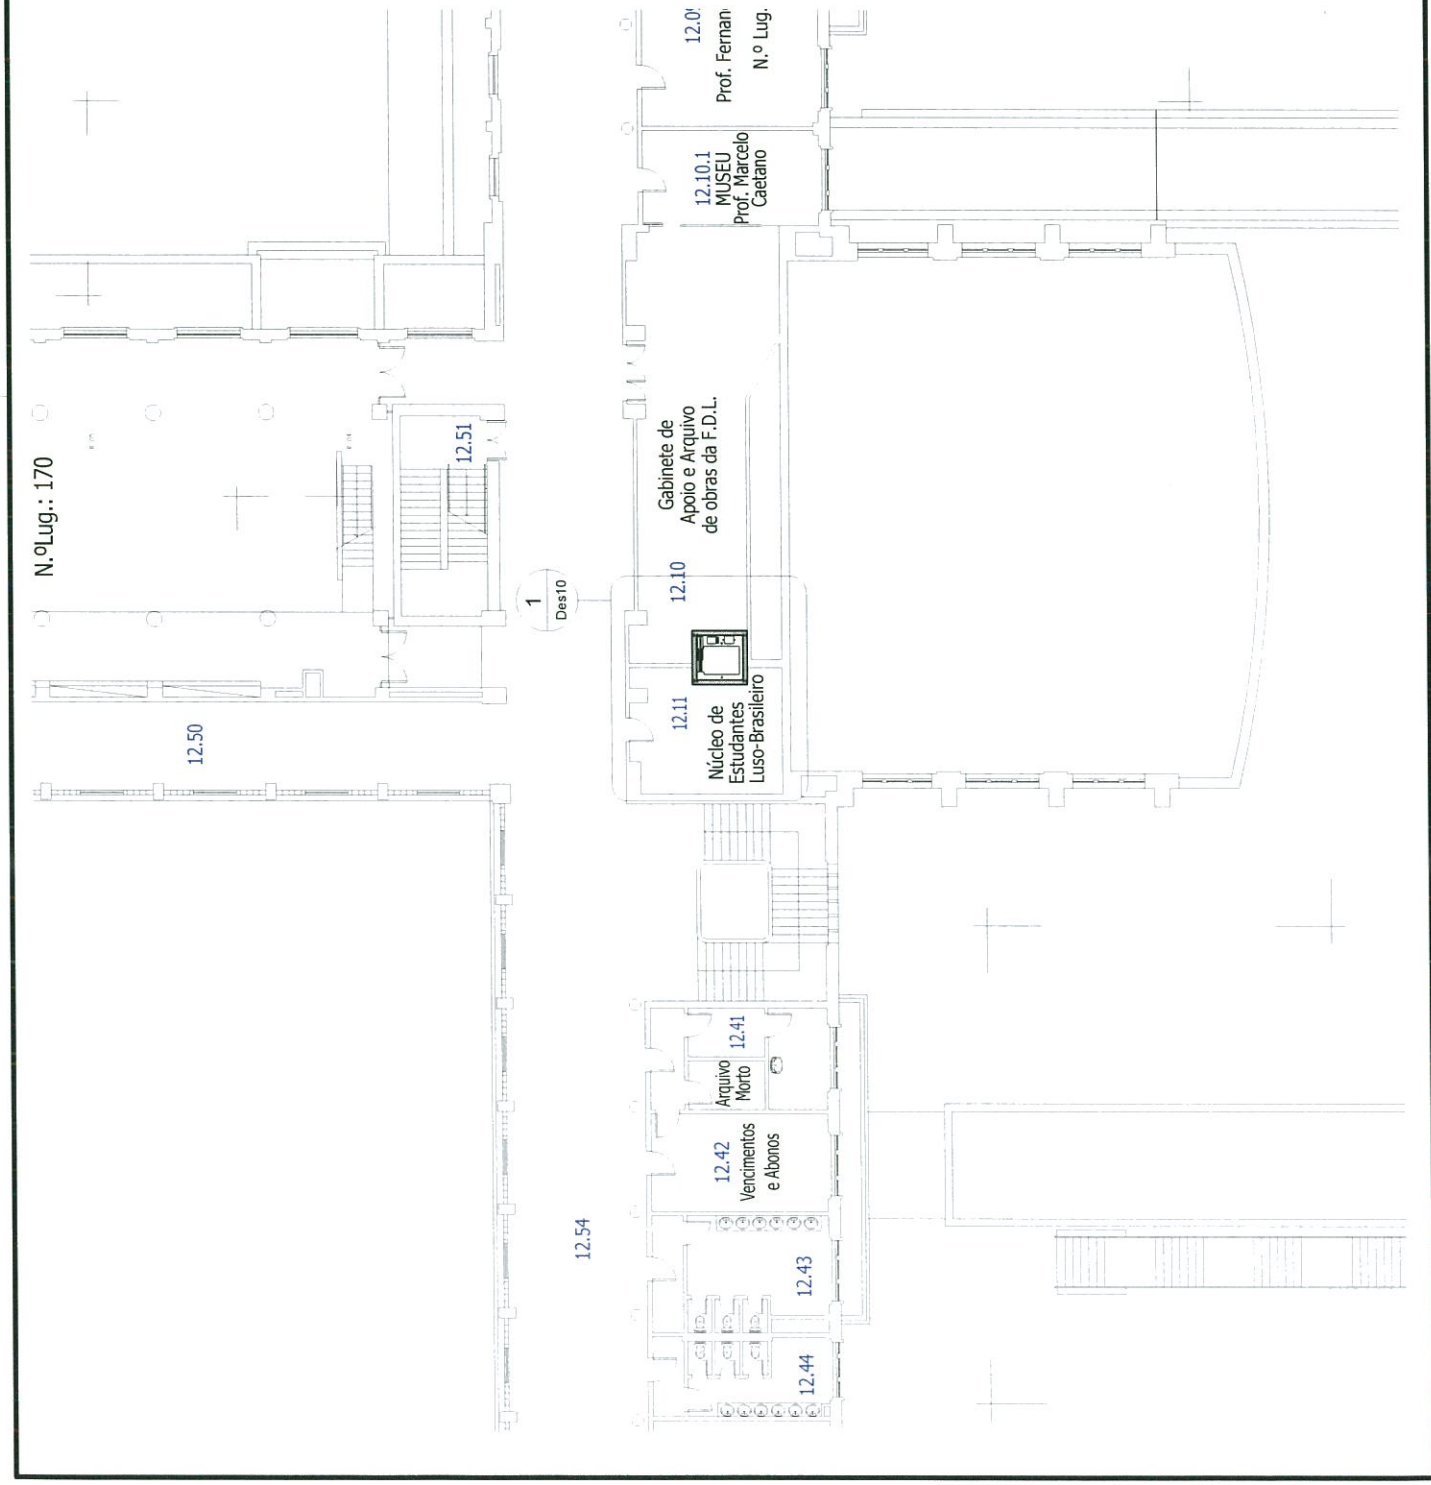 N.ºLug.: 170
12.50
12.51
1
Des10
12.54
12.0
Prof. Fernan
N.º Lug.
12.10.1
MUSEU
Prof. Marcelo
Caetano
Gabinete de
Apoio e Arquivo
de obras da F.D.L.
12.10
12.11
Núcleo de
Estudantes
Luso-Brasileiro
12.41
Arquivo
Morto
12.42
Vencimentos
e Abonos
12.43
12.44